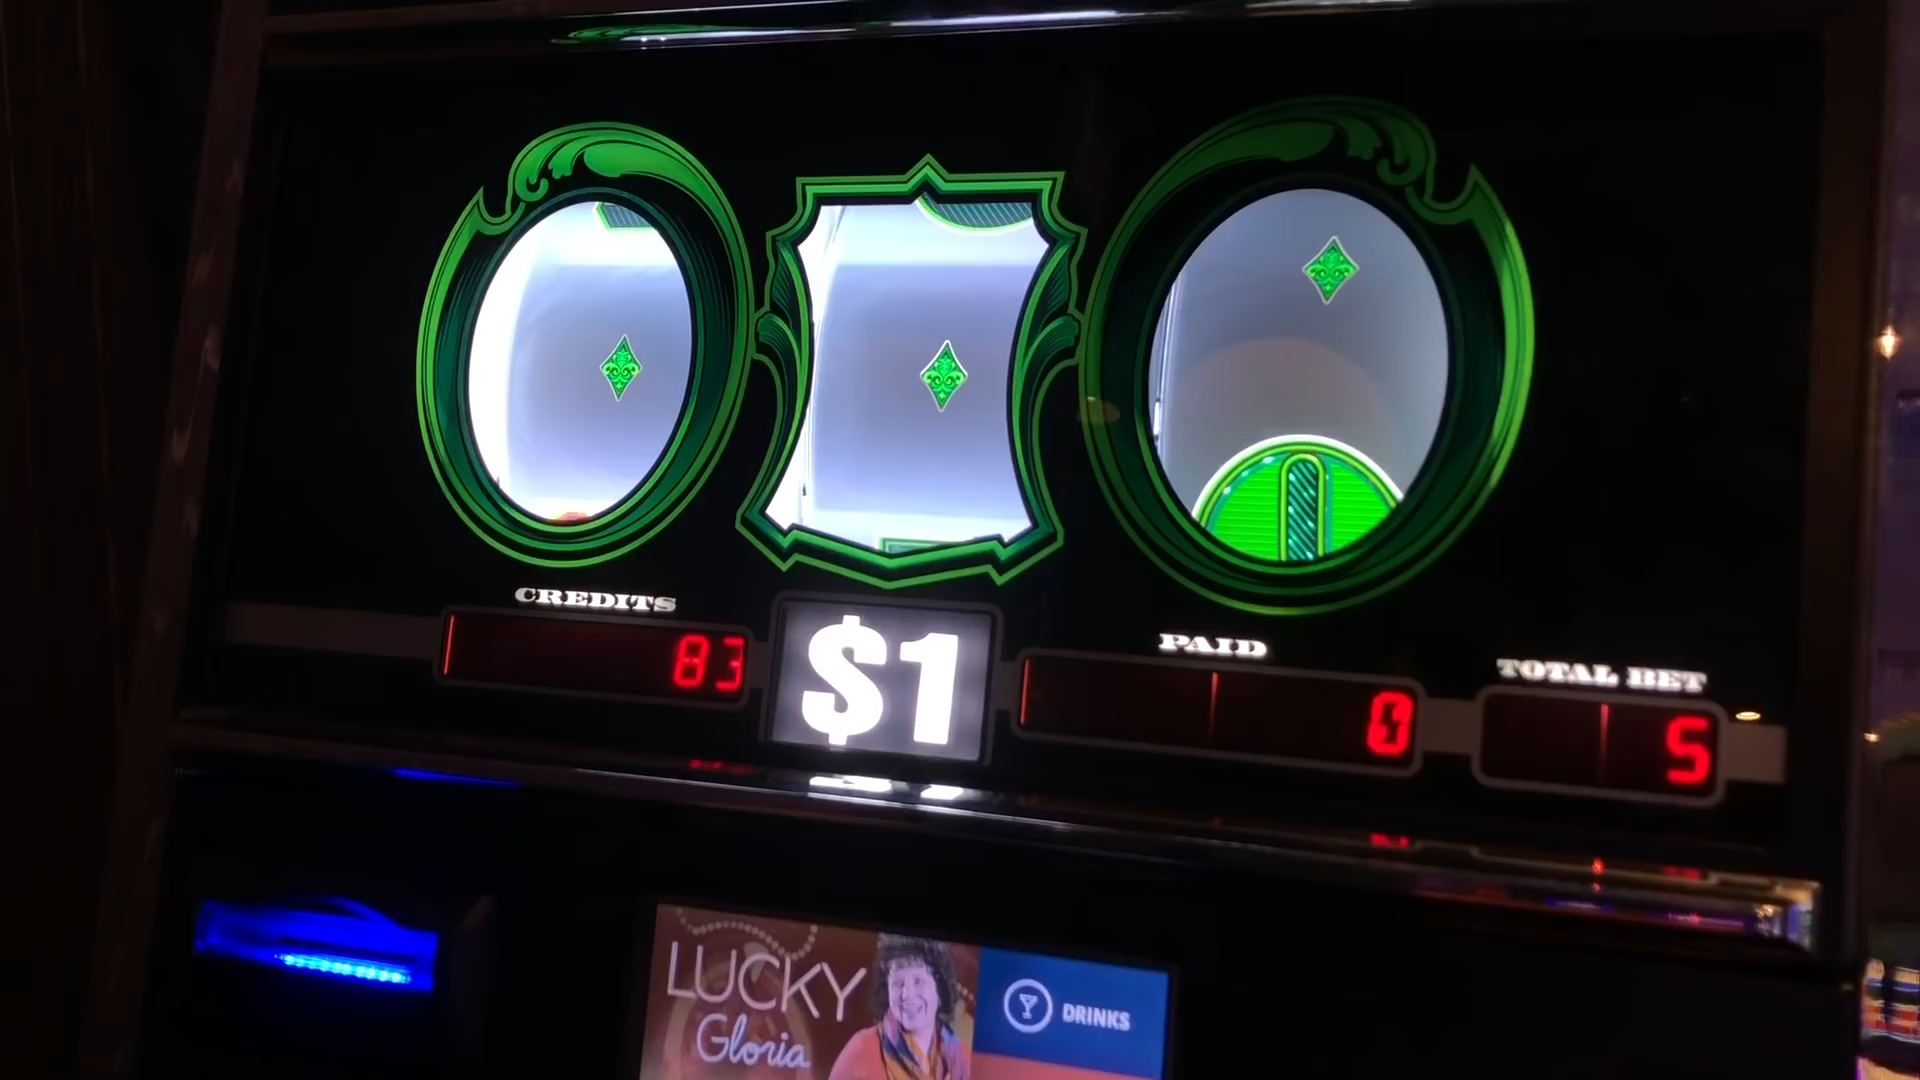 CREDITS
83
$1
PAID
0
TOTAL BET
5
LUCKY
Gloria
DRINKS